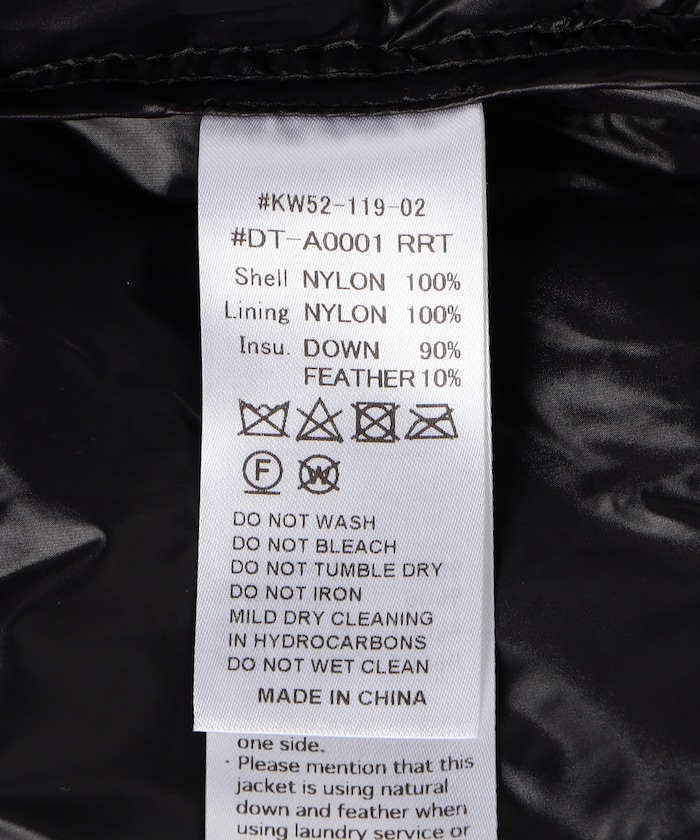 #KW52-119-02
#DT-A0001 RRT
Shell NYLON 100%
Lining NYLON 100%
Insu. DOWN 90%
FEATHER 10%
F W
DO NOT WASH
DO NOT BLEACH
DO NOT TUMBLE DRY
DO NOT IRON
MILD DRY CLEANING
IN HYDROCARBONS
DO NOT WET CLEAN
MADE IN CHINA
one side.
· Please mention that this
jacket is using natural
down and feather when
using laundry service or